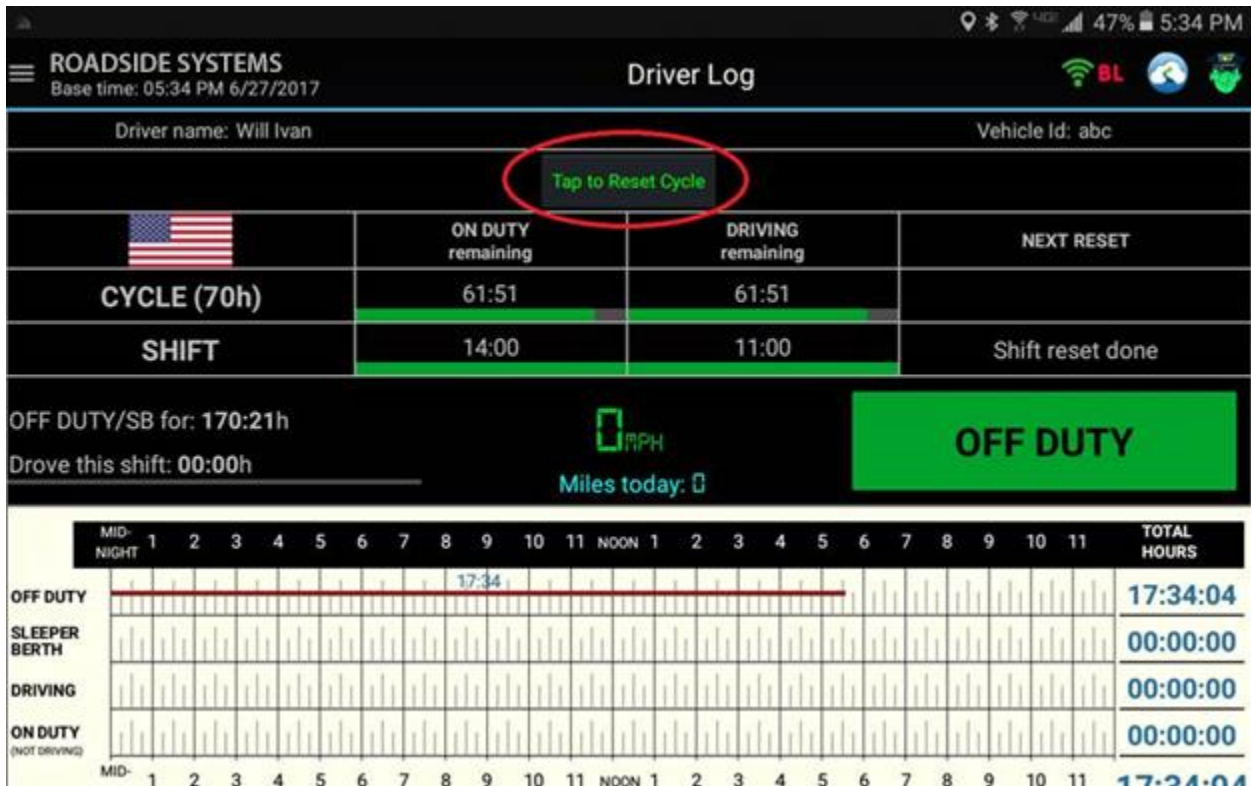 47% 5:34 PM
ROADSIDE SYSTEMS
Base time: 05:34 PM 6/27/2017
Driver Log
BL
Driver name: Will Ivan
Vehicle Id: abc
Tap to Reset Cycle
ON DUTY
remaining
DRIVING
remaining
NEXT RESET
CYCLE (70h)
61:51
61:51
SHIFT
14:00
11:00
Shift reset done
OFF DUTY/SB for: 170:21h
Drove this shift: 00:00h
0 MPH
Miles today: 0
OFF DUTY
MID-
NIGHT 1 2 3 4 5 6 7 8 9 10 11 NOON 1 2 3 4 5 6 7 8 9 10 11
TOTAL
HOURS
17:34
OFF DUTY
17:34:04
SLEEPER
BERTH
00:00:00
DRIVING
00:00:00
ON DUTY
(NOT DRIVING)
00:00:00
MID- 1 2 3 4 5 6 7 8 9 10 11 NOON 1 2 3 4 5 6 7 8 9 10 11
17:34:04